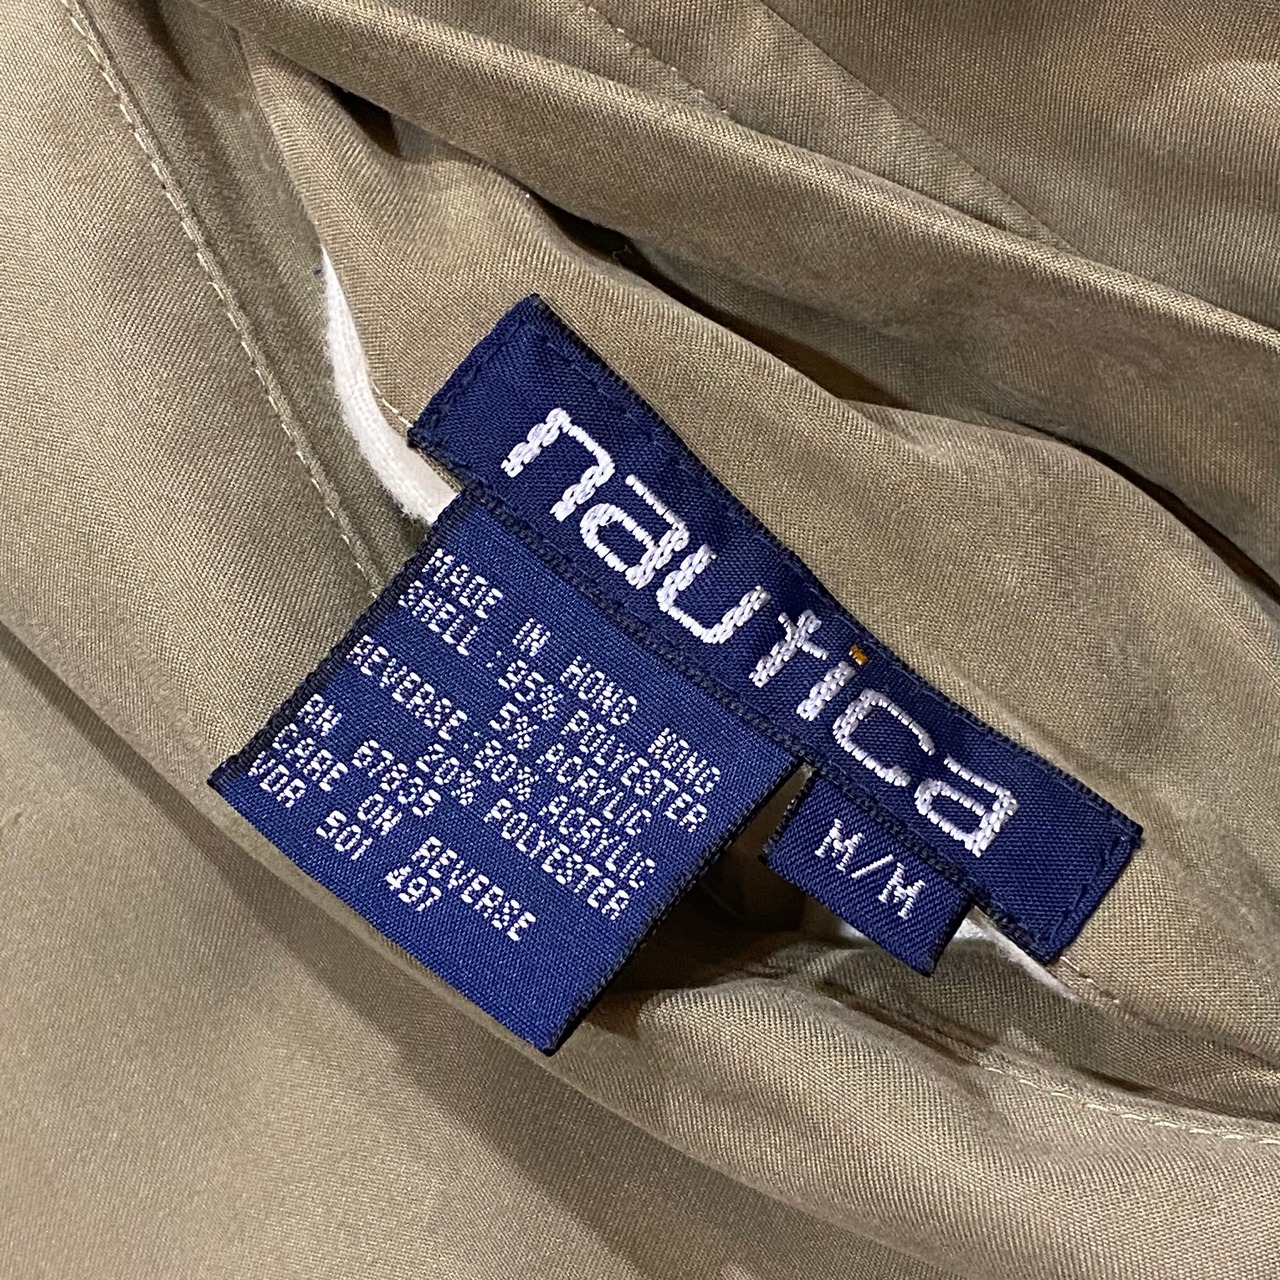 nautica
M/M
MADE IN HONG KONG
SHELL:95% POLYESTER
5% ACRYLIC
REVERSE:80% ACRYLIC
20% POLYESTER
RN 67835
CARE ON REVERSE
VDR 501 497